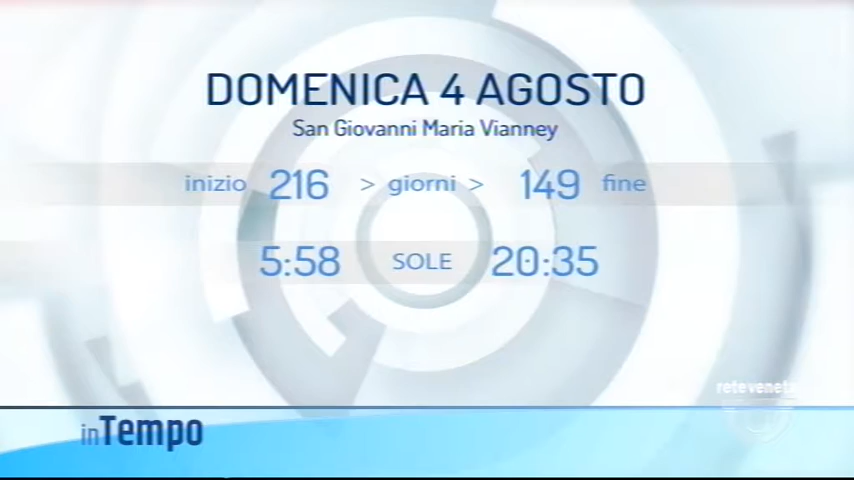 DOMENICA 4 AGOSTO
San Giovanni Maria Vianney
inizio 216 > giorni > 149 fine
5:58 SOLE 20:35
reteveneta
inTempo